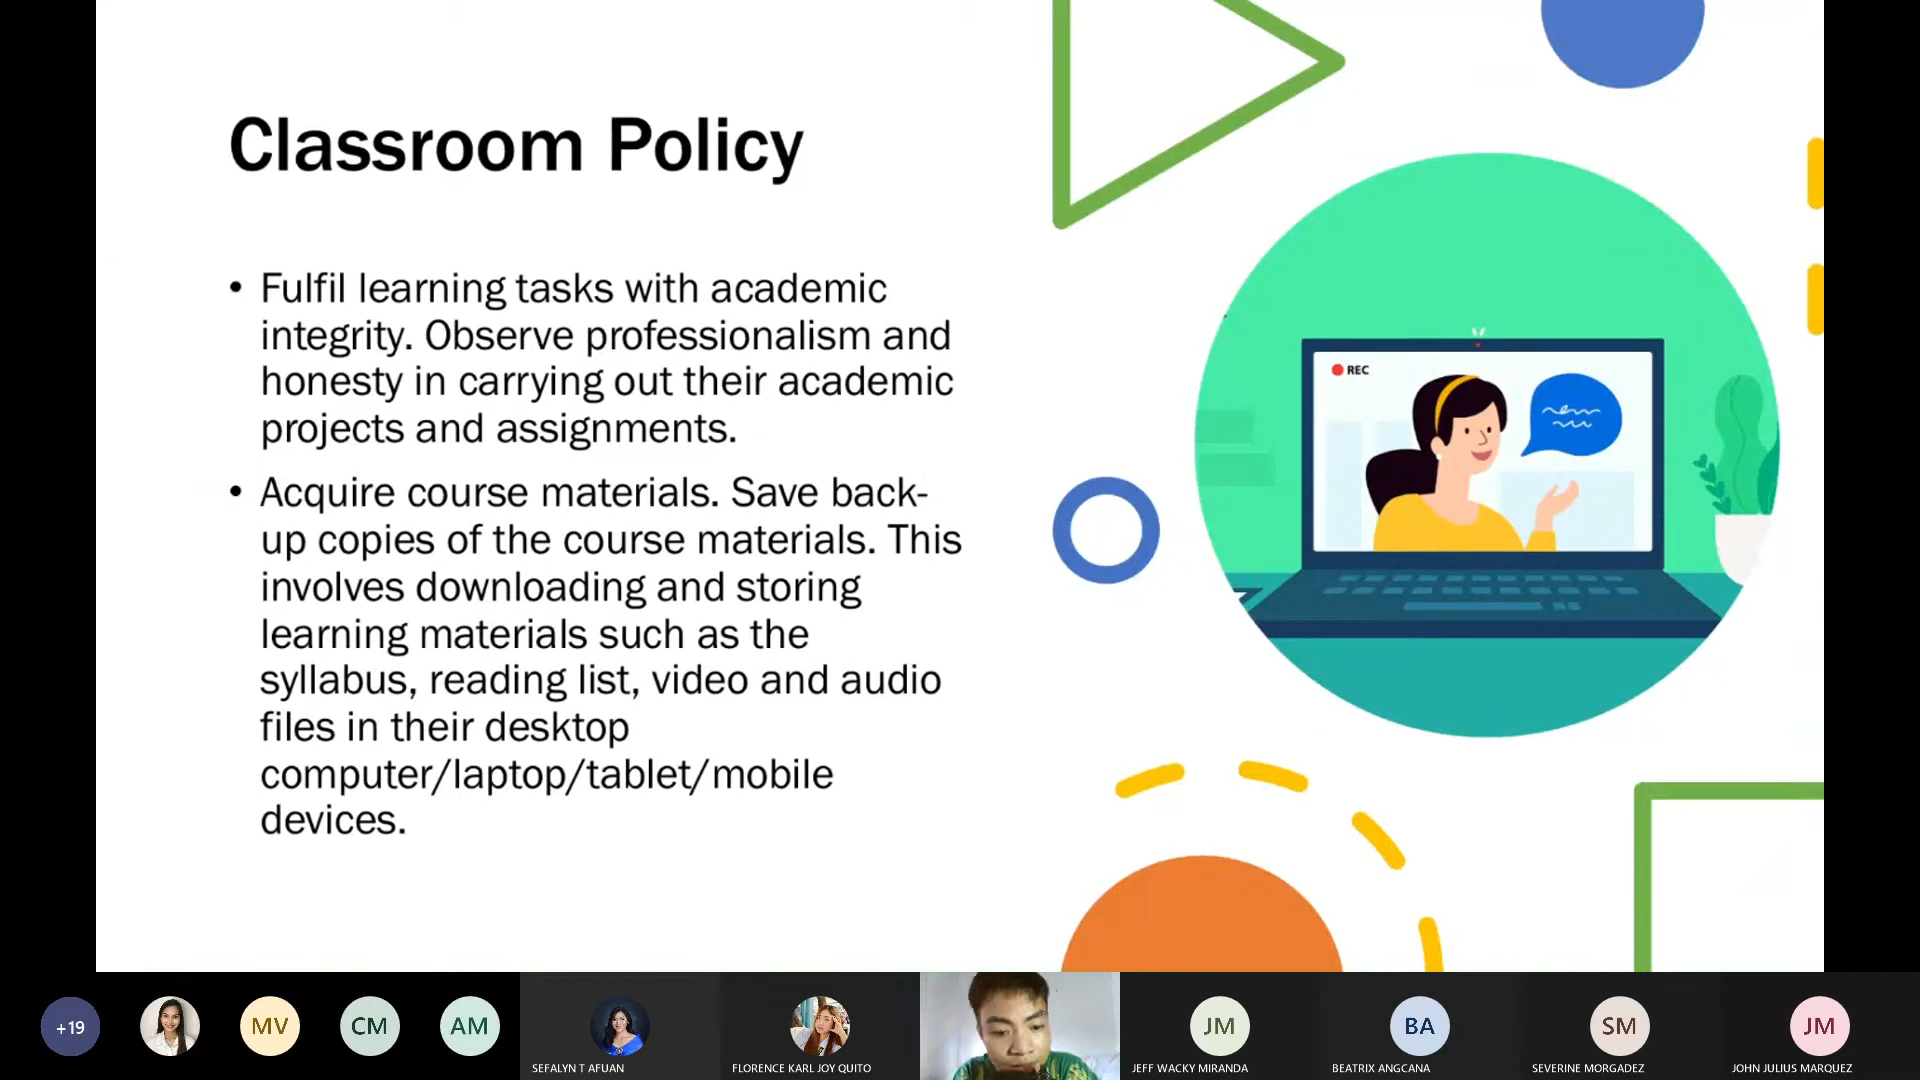 Classroom Policy
• Fulfil learning tasks with academic
integrity. Observe professionalism and
honesty in carrying out their academic
projects and assignments.
• Acquire course materials. Save back-
up copies of the course materials. This
involves downloading and storing
learning materials such as the
syllabus, reading list, video and audio
files in their desktop
computer/laptop/tablet/mobile
devices.
REC
+19
MV
CM
AM
SEFALYN T AFUAN
FLORENCE KARL JOY QUITO
JM
JEFF WACKY MIRANDA
BA
BEATRIX ANGCANA
SM
SEVERINE MORGADEZ
JM
JOHN JULIUS MARQUEZ